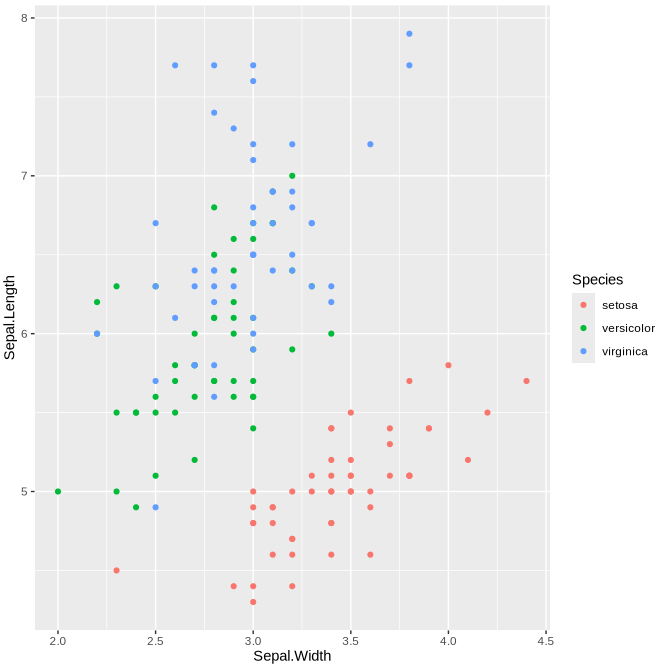 8
7
6
5
2.0 2.5 3.0 3.5 4.0 4.5
Sepal.Width
Sepal.Length
Species
setosa
versicolor
virginica